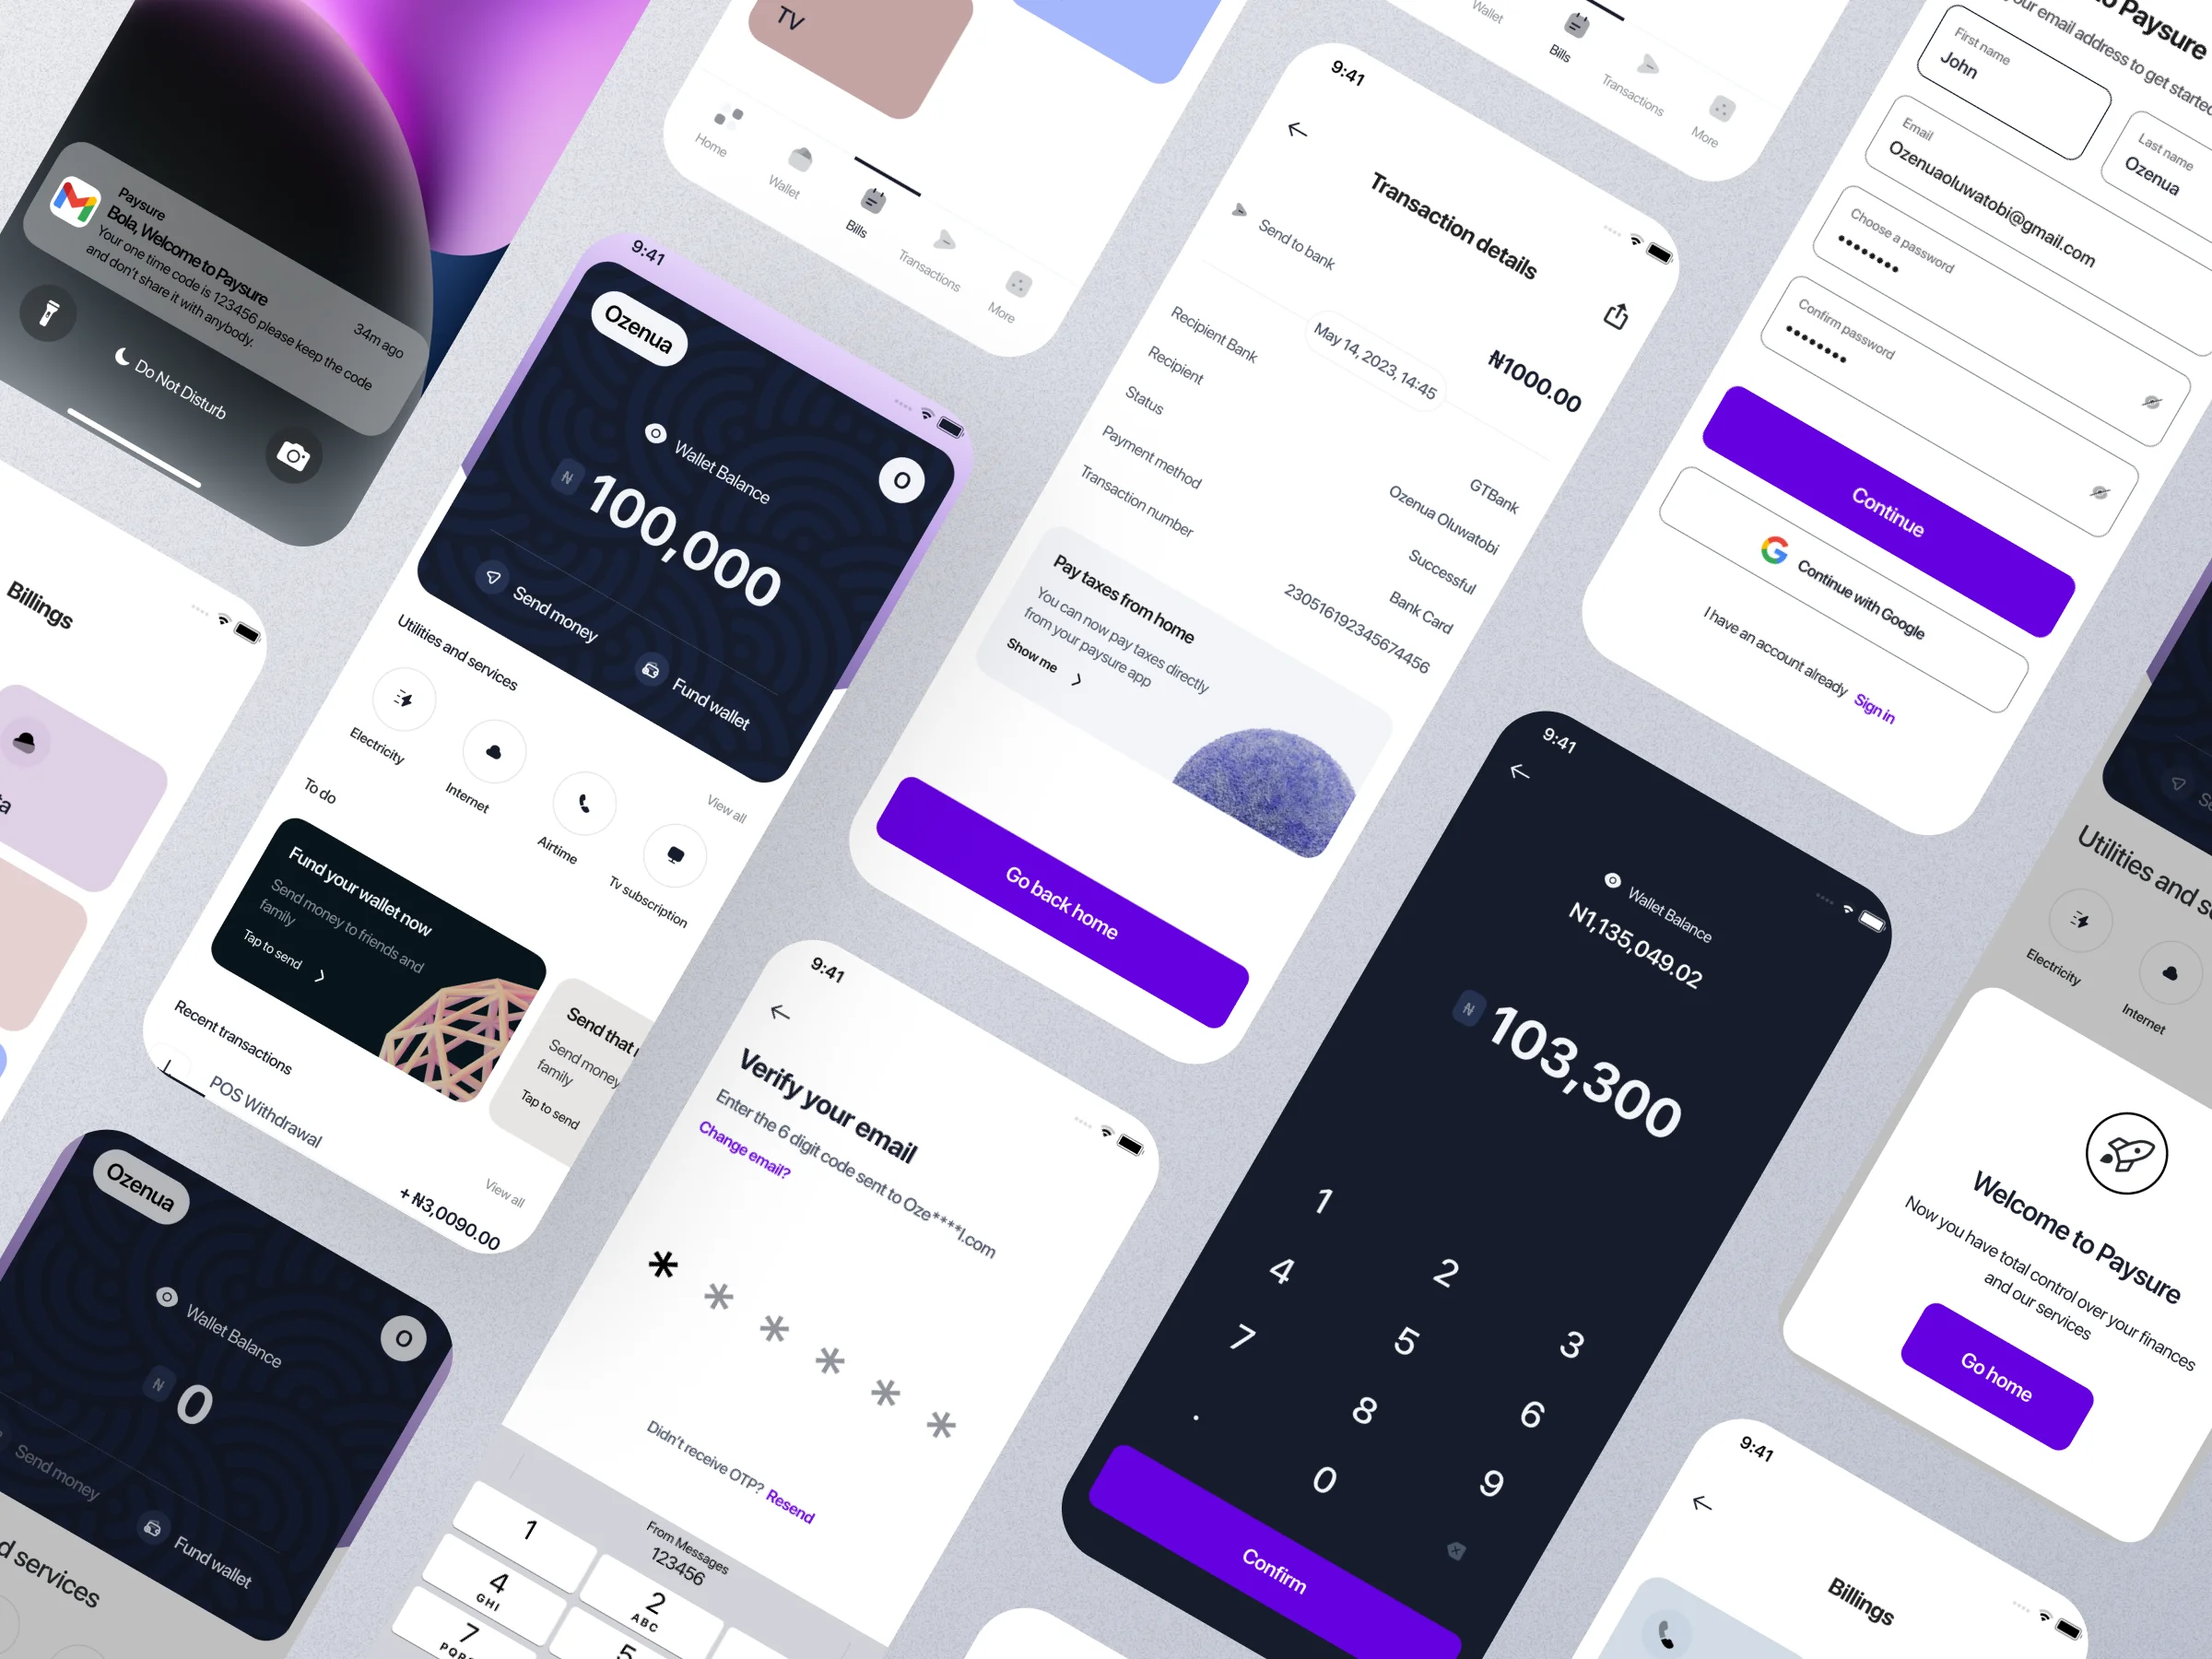 Paysure
Bola, Welcome to Paysure
34m ago
Your one time code is 123456 please keep the code
and don't share it with anybody.
Do Not Disturb
Billings
TV
Home
Wallet
Bills
Transactions
More
9:41
Ozenua
O
Wallet Balance
N
100,000
Send money
Fund wallet
Utilities and services
View all
Electricity
Internet
Airtime
Tv subscription
To do
Fund your wallet now
Send money to friends and
family
Tap to send
Send that
Send money
family
Tap to send
Recent transactions
View all
POS Withdrawal
+ ₦3,0090.00
Ozenua
O
Wallet Balance
N
0
Send money
Fund wallet
services
9:41
Transaction details
Send to bank
₦1000.00
May 14, 2023, 14:45
Recipient Bank
GTBank
Recipient
Ozenua Oluwatobi
Status
Successful
Payment method
Bank Card
Transaction number
230516192345674456
Pay taxes from home
You can now pay taxes directly
from your paysure app
Show me
Go back home
9:41
Verify your email
Enter the 6 digit code sent to Oze****l.com
Change email?
* * * * * *
Didn't receive OTP? Resend
From Messages
123456
1
2
ABC
4
GHI
5
7
Wallet
Bills
Transactions
More
to Paysure
your email address to get started
First name
John
Last name
Ozenua
Email
Ozenuaoluwatobi@gmail.com
Choose a password
Confirm password
Continue
Continue with Google
I have an account already Sign in
9:41
Wallet Balance
N1,135,049.02
N
103,300
1
2
3
4
5
6
7
8
9
.
0
Confirm
Utilities and s
Electricity
Internet
Welcome to Paysure
Now you have total control over your finances
and our services
Go home
9:41
Billings